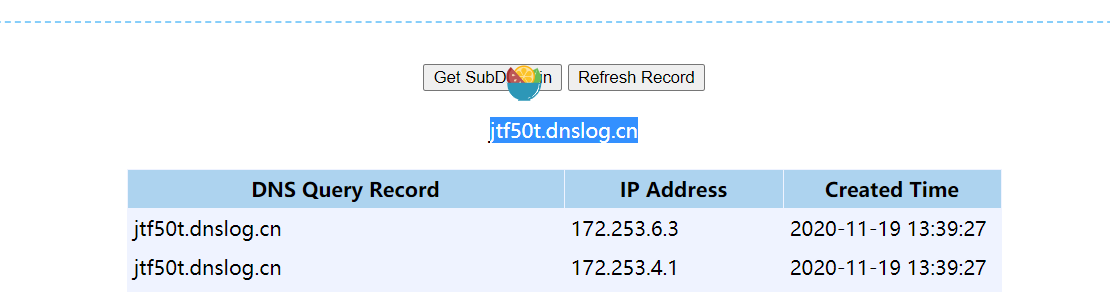 Get SubD in Refresh Record
jtf50t.dnslog.cn
DNS Query Record IP Address Created Time
jtf50t.dnslog.cn 172.253.6.3 2020-11-19 13:39:27
jtf50t.dnslog.cn 172.253.4.1 2020-11-19 13:39:27